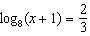 log₈(x + 1) = 2/3